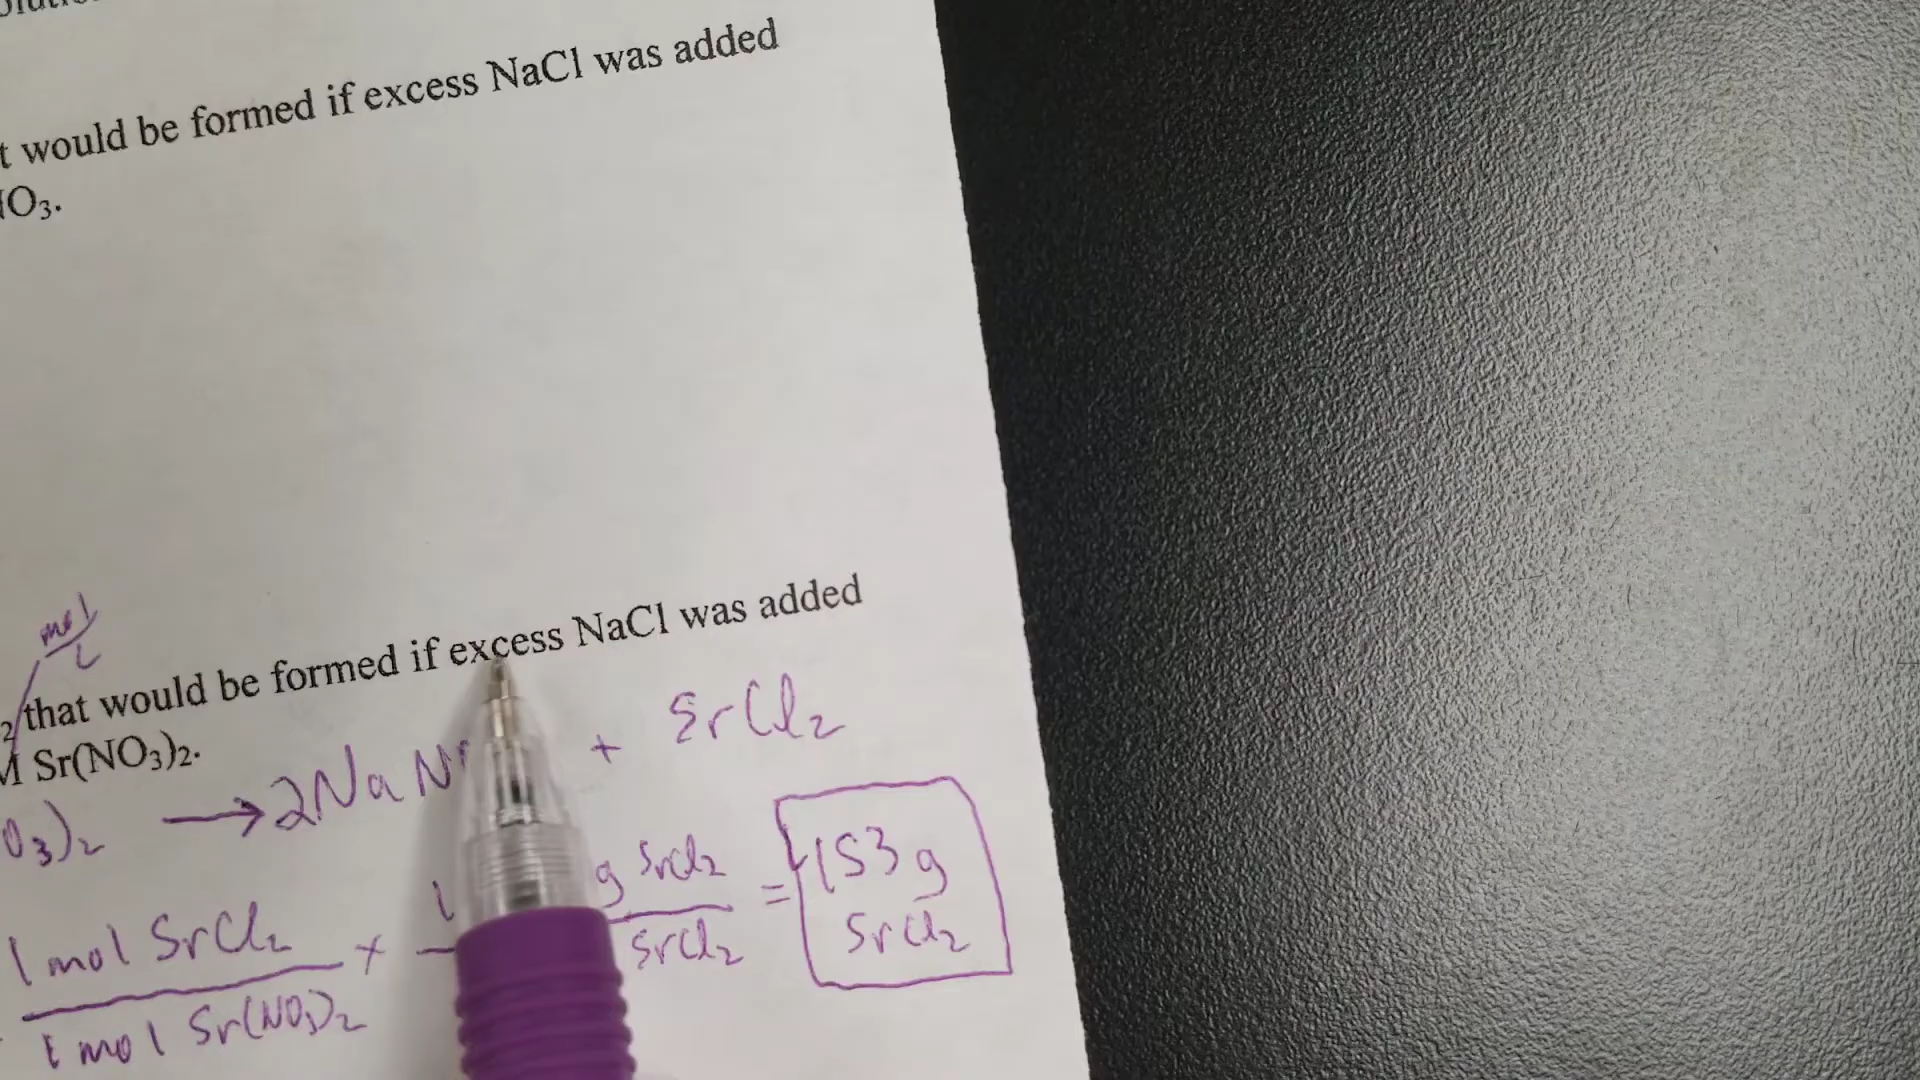 t would be formed if excess NaCl was added
O₃.
mol
L
₂ that would be formed if excess NaCl was added
M Sr(NO₃)₂.
O₃)₂ → 2NaN + SrCl₂
1 mol SrCl₂ × 1 g SrCl₂ = 153 g
SrCl₂ SrCl₂
1 mol Sr(NO₃)₂